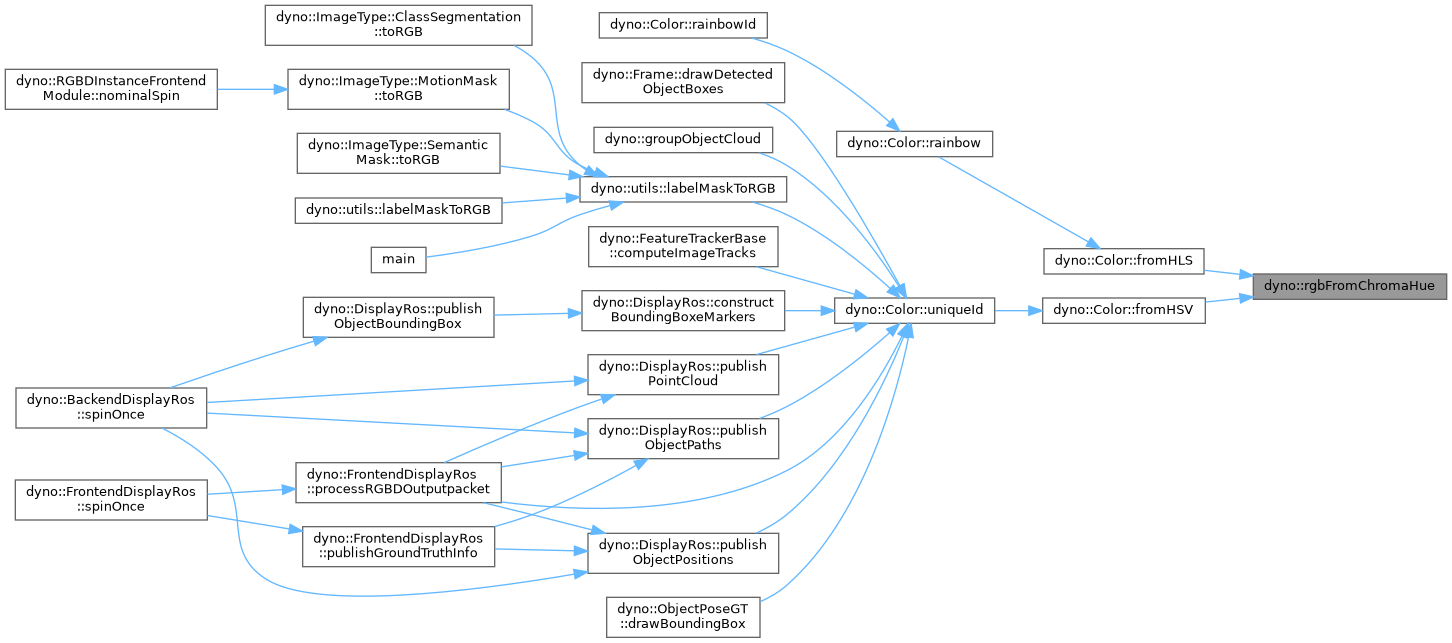 dyno::ImageType::ClassSegmentation
::toRGB
dyno::Color::rainbowId
dyno::RGBDInstanceFrontend
Module::nominalSpin
dyno::ImageType::MotionMask
::toRGB
dyno::Frame::drawDetected
ObjectBoxes
dyno::groupObjectCloud
dyno::Color::rainbow
dyno::ImageType::Semantic
Mask::toRGB
dyno::utils::labelMaskToRGB
dyno::utils::labelMaskToRGB
main
dyno::FeatureTrackerBase
::computeImageTracks
dyno::Color::fromHLS
dyno::rgbFromChromaHue
dyno::DisplayRos::publish
ObjectBoundingBox
dyno::DisplayRos::construct
BoundingBoxeMarkers
dyno::Color::uniqueId
dyno::Color::fromHSV
dyno::DisplayRos::publish
PointCloud
dyno::BackendDisplayRos
::spinOnce
dyno::DisplayRos::publish
ObjectPaths
dyno::FrontendDisplayRos
::processRGBDOutputpacket
dyno::FrontendDisplayRos
::spinOnce
dyno::FrontendDisplayRos
::publishGroundTruthInfo
dyno::DisplayRos::publish
ObjectPositions
dyno::ObjectPoseGT
::drawBoundingBox